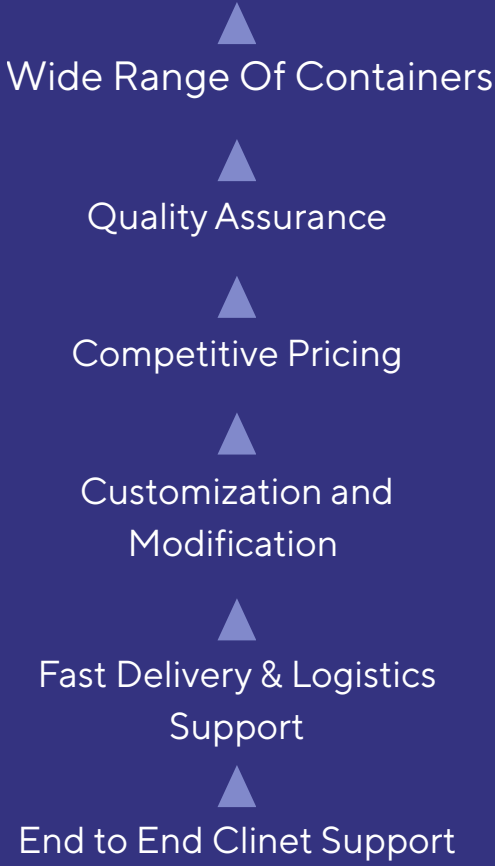 Wide Range Of Containers
Quality Assurance
Competitive Pricing
Customization and
Modification
Fast Delivery & Logistics
Support
End to End Clinet Support